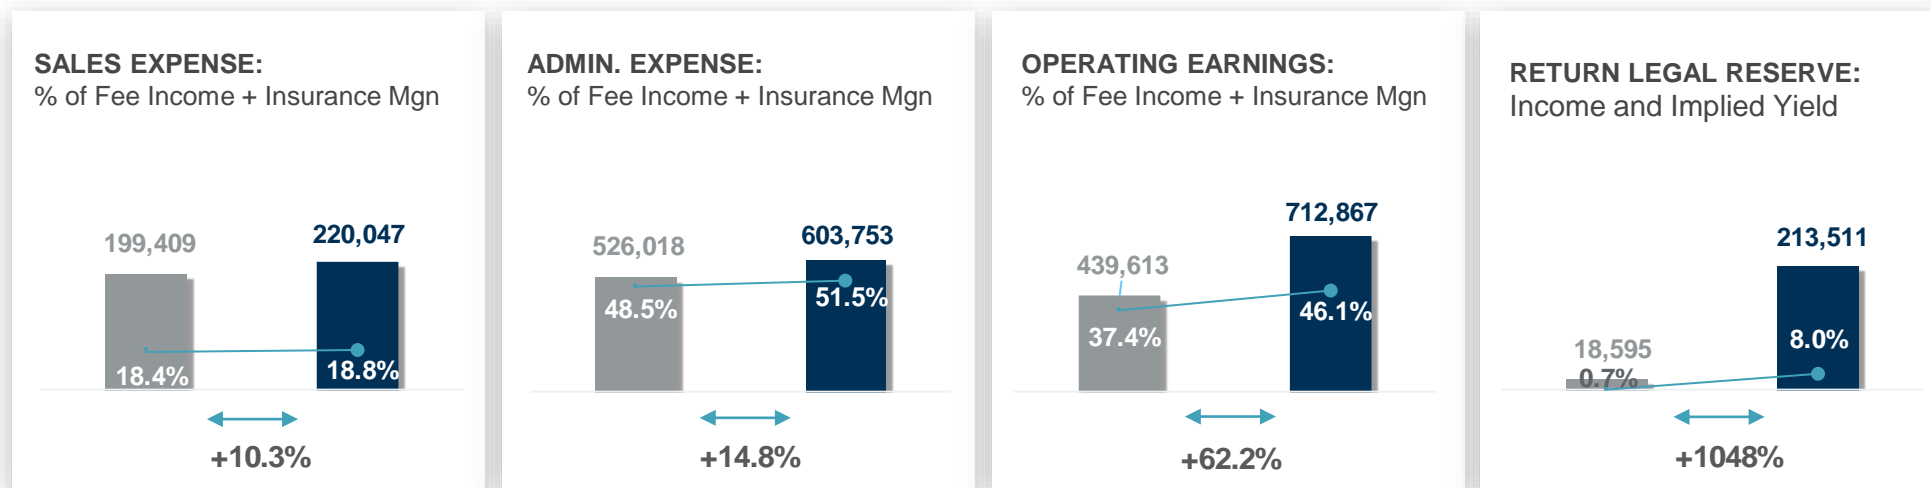 SALES EXPENSE:
% of Fee Income + Insurance Mgn
199,409
220,047
18.4%
18.8%
+10.3%
ADMIN. EXPENSE:
% of Fee Income + Insurance Mgn
526,018
603,753
48.5%
51.5%
+14.8%
OPERATING EARNINGS:
% of Fee Income + Insurance Mgn
439,613
712,867
37.4%
46.1%
+62.2%
RETURN LEGAL RESERVE:
Income and Implied Yield
18,595
213,511
0.7%
8.0%
+1048%